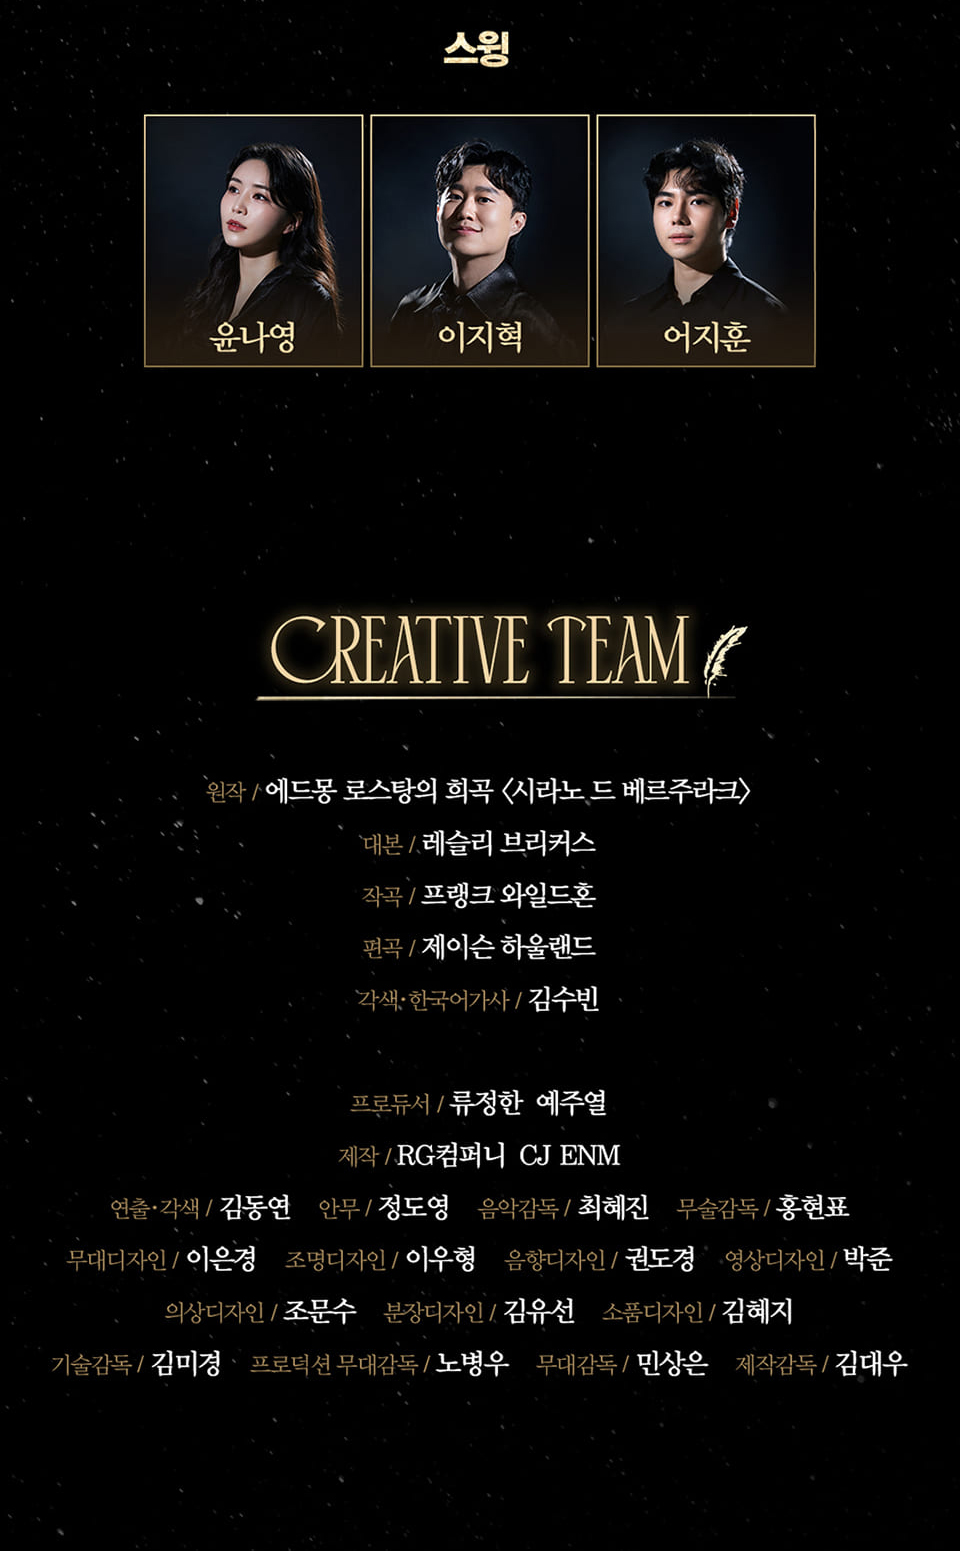 스윙
윤나영 이지혁 어지훈
CREATIVE TEAM
원작 / 에드몽 로스탕의 희곡 〈시라노 드 베르주라크〉
대본 / 레슬리 브리커스
작곡 / 프랭크 와일드혼
편곡 / 제이슨 하울랜드
각색·한국어가사 / 김수빈
프로듀서 / 류정한 예주열
제작 / RG컴퍼니 CJ ENM
연출·각색 / 김동연 안무 / 정도영 음악감독 / 최혜진 무술감독 / 홍현표
무대디자인 / 이은경 조명디자인 / 이우형 음향디자인 / 권도경 영상디자인 / 박준
의상디자인 / 조문수 분장디자인 / 김유선 소품디자인 / 김혜지
기술감독 / 김미경 프로덕션 무대감독 / 노병우 무대감독 / 민상은 제작감독 / 김대우